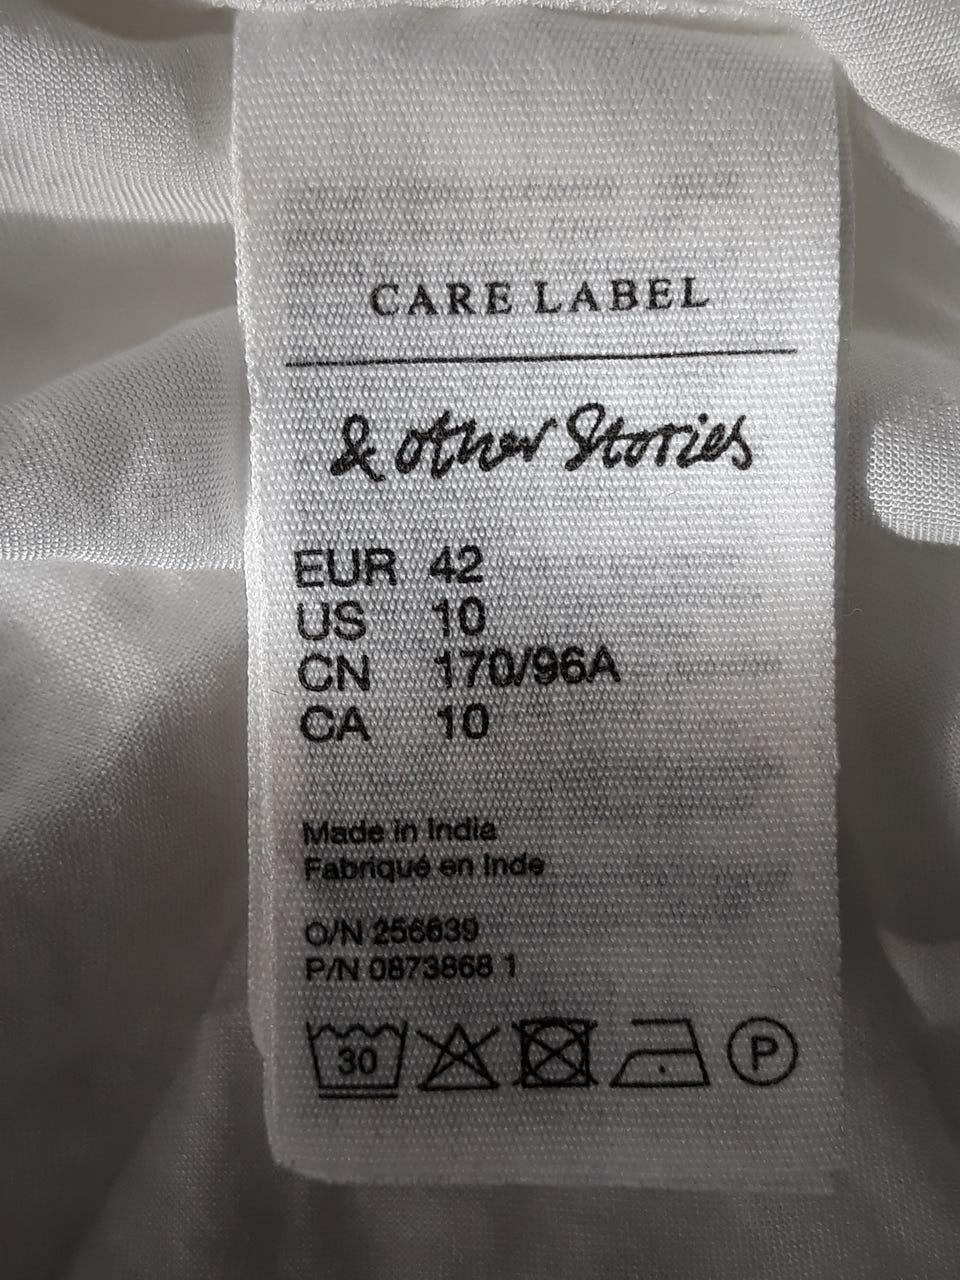 CARE LABEL
& other Stories
EUR 42
US 10
CN 170/96A
CA 10
Made in India
Fabriqué en Inde
O/N 256639
P/N 0873868 1
30 P